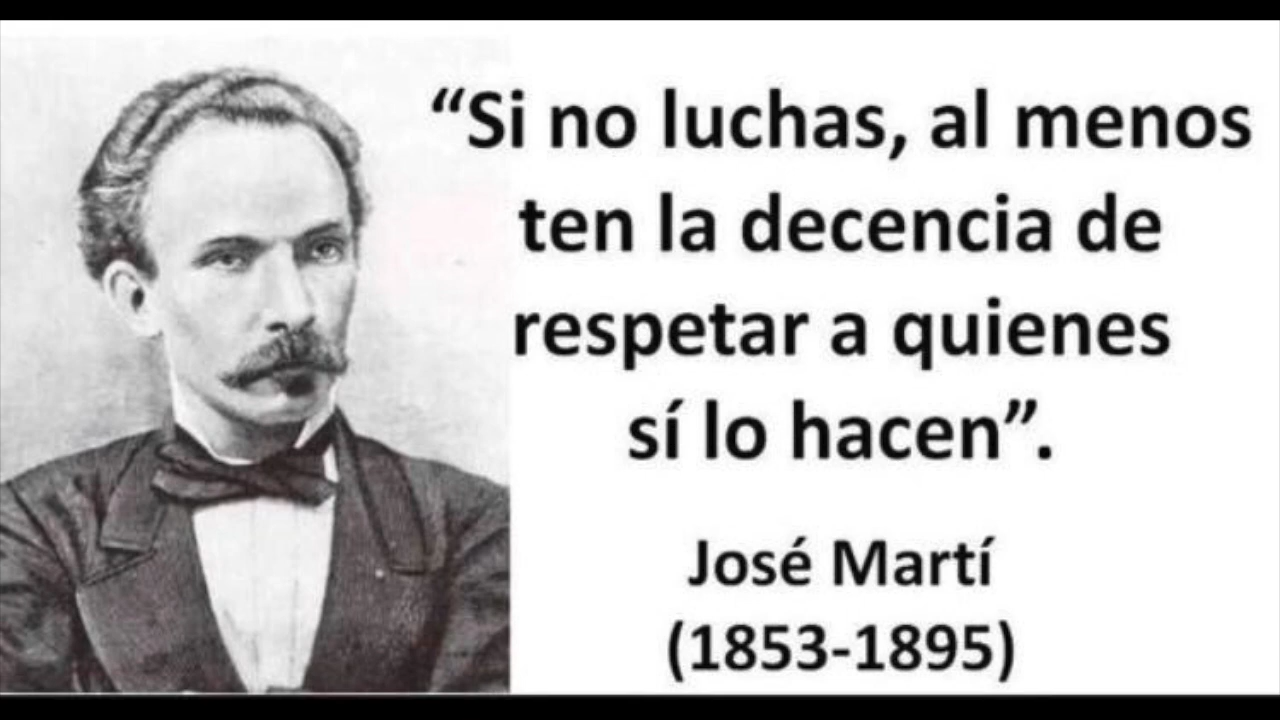 “Si no luchas, al menos
ten la decencia de
respetar a quienes
sí lo hacen”.
José Martí
(1853-1895)